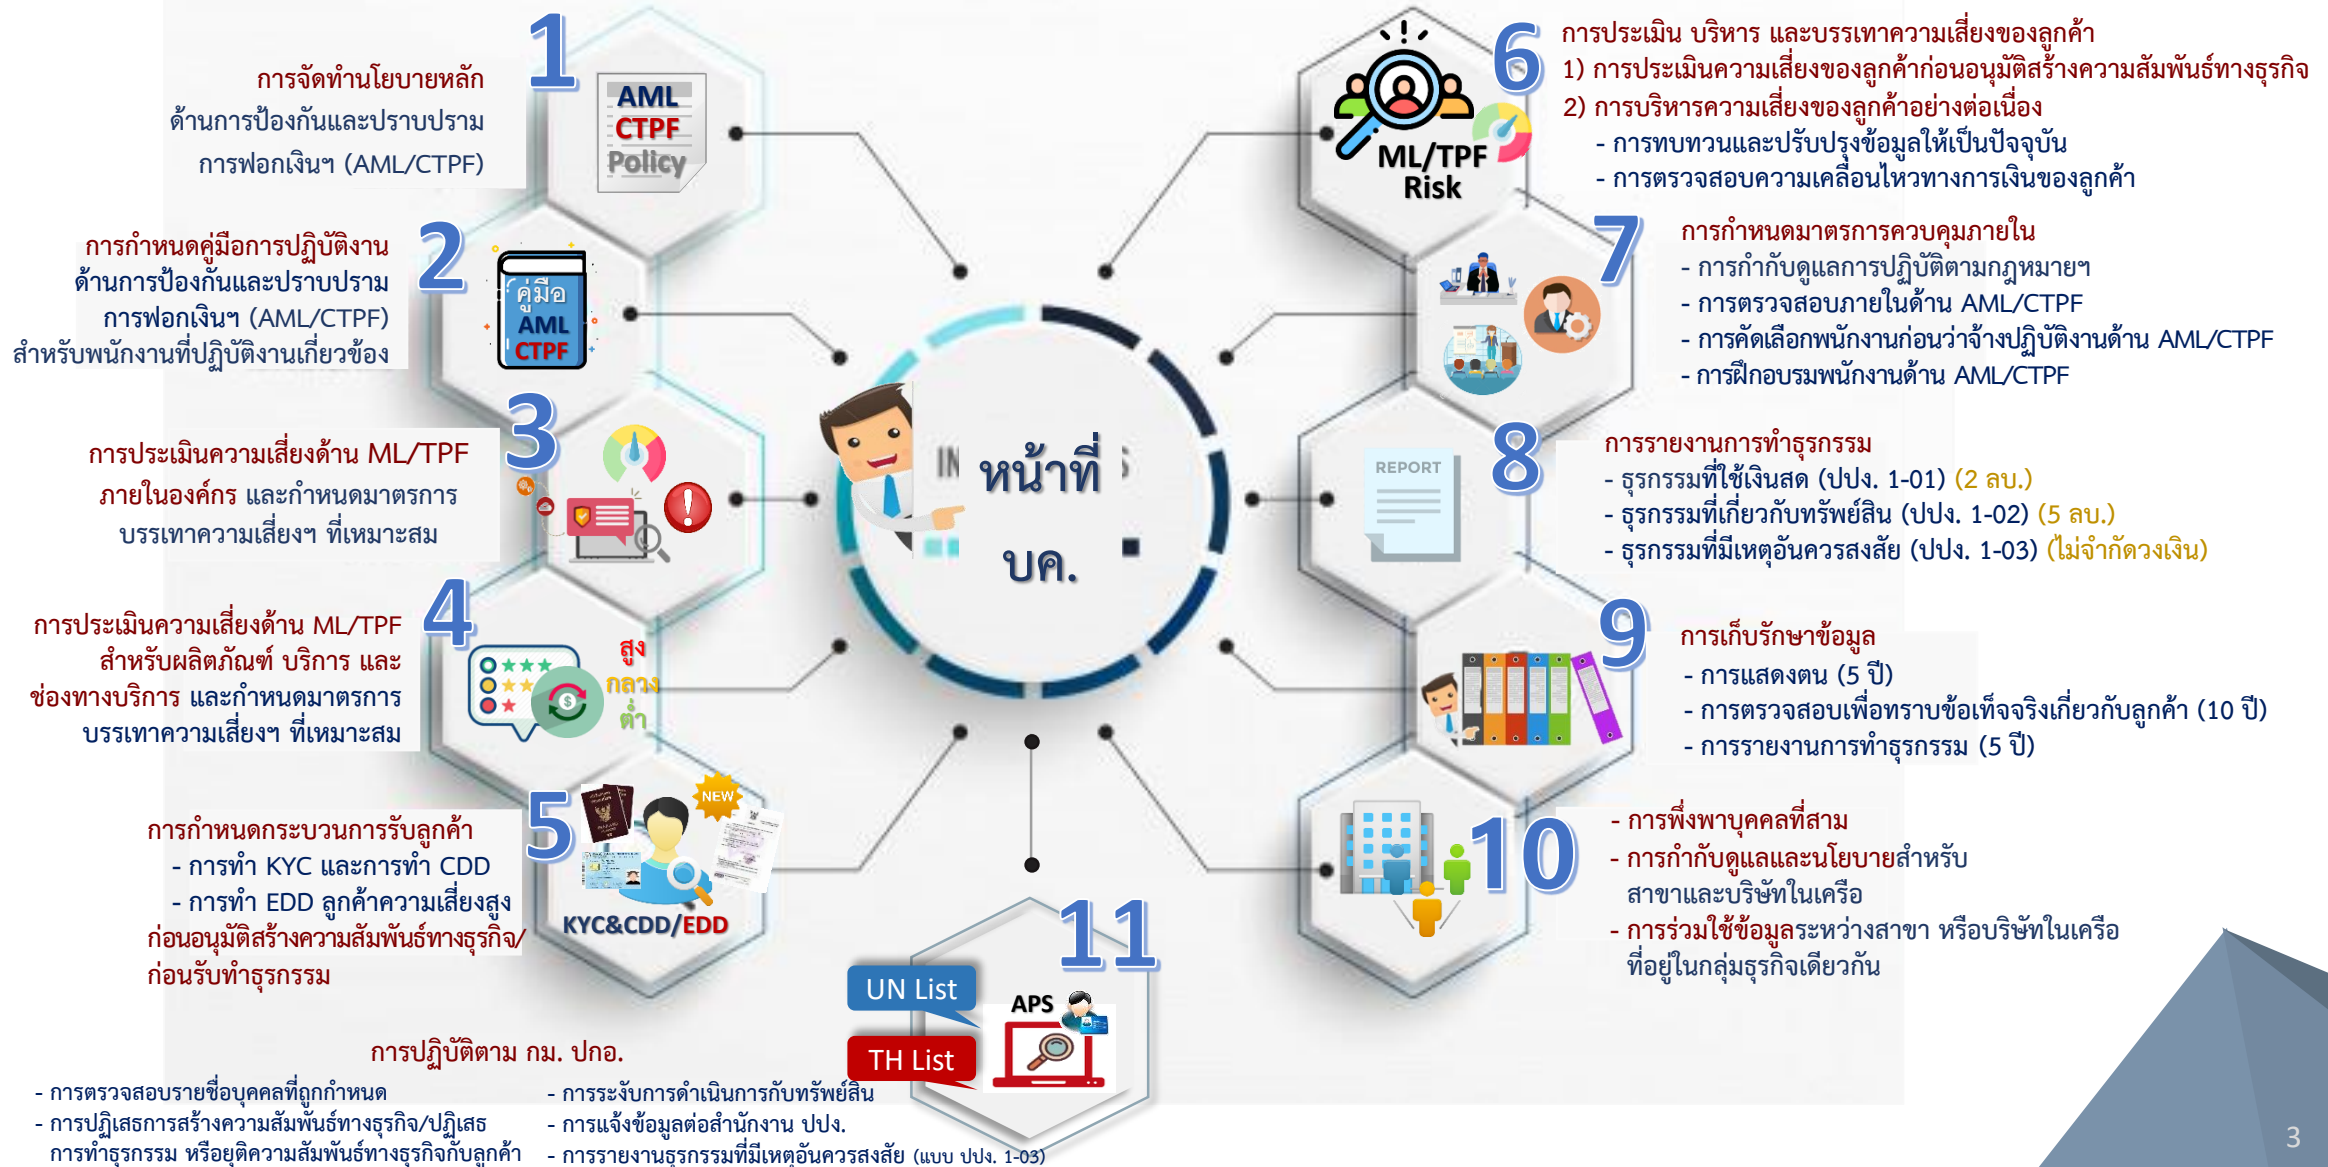 1
การจัดทำนโยบายหลัก
ด้านการป้องกันและปราบปราม
การฟอกเงินฯ (AML/CTPF)
AML
CTPF
Policy
2
การกำหนดคู่มือการปฏิบัติงาน
ด้านการป้องกันและปราบปราม
การฟอกเงินฯ (AML/CTPF)
สำหรับพนักงานที่ปฏิบัติงานเกี่ยวข้อง
คู่มือ
AML
CTPF
3
การประเมินความเสี่ยงด้าน ML/TPF
ภายในองค์กร และกำหนดมาตรการ
บรรเทาความเสี่ยงฯ ที่เหมาะสม
4
การประเมินความเสี่ยงด้าน ML/TPF
สำหรับผลิตภัณฑ์ บริการ และ
ช่องทางบริการ และกำหนดมาตรการ
บรรเทาความเสี่ยงฯ ที่เหมาะสม
สูง
กลาง
ต่ำ
5
การกำหนดกระบวนการรับลูกค้า
- การทำ KYC และการทำ CDD
- การทำ EDD ลูกค้าความเสี่ยงสูง
ก่อนอนุมัติสร้างความสัมพันธ์ทางธุรกิจ/
ก่อนรับทำธุรกรรม
NEW
KYC&CDD/EDD
หน้าที่
บค.
6
การประเมิน บริหาร และบรรเทาความเสี่ยงของลูกค้า
1) การประเมินความเสี่ยงของลูกค้าก่อนอนุมัติสร้างความสัมพันธ์ทางธุรกิจ
2) การบริหารความเสี่ยงของลูกค้าอย่างต่อเนื่อง
- การทบทวนและปรับปรุงข้อมูลให้เป็นปัจจุบัน
- การตรวจสอบความเคลื่อนไหวทางการเงินของลูกค้า
ML/TPF
Risk
7
การกำหนดมาตรการควบคุมภายใน
- การกำกับดูแลการปฏิบัติตามกฎหมายฯ
- การตรวจสอบภายในด้าน AML/CTPF
- การคัดเลือกพนักงานก่อนว่าจ้างปฏิบัติงานด้าน AML/CTPF
- การฝึกอบรมพนักงานด้าน AML/CTPF
8
REPORT
การรายงานการทำธุรกรรม
- ธุรกรรมที่ใช้เงินสด (ปปง. 1-01) (2 ลบ.)
- ธุรกรรมที่เกี่ยวกับทรัพย์สิน (ปปง. 1-02) (5 ลบ.)
- ธุรกรรมที่มีเหตุอันควรสงสัย (ปปง. 1-03) (ไม่จำกัดวงเงิน)
9
การเก็บรักษาข้อมูล
- การแสดงตน (5 ปี)
- การตรวจสอบเพื่อทราบข้อเท็จจริงเกี่ยวกับลูกค้า (10 ปี)
- การรายงานการทำธุรกรรม (5 ปี)
10
- การพึ่งพาบุคคลที่สาม
- การกำกับดูแลและนโยบายสำหรับ
สาขาและบริษัทในเครือ
- การร่วมใช้ข้อมูลระหว่างสาขา หรือบริษัทในเครือ
ที่อยู่ในกลุ่มธุรกิจเดียวกัน
11
UN List
TH List
APS
การปฏิบัติตาม กม. ปกอ.
- การตรวจสอบรายชื่อบุคคลที่ถูกกำหนด
- การปฏิเสธการสร้างความสัมพันธ์ทางธุรกิจ/ปฏิเสธ
การทำธุรกรรม หรือยุติความสัมพันธ์ทางธุรกิจกับลูกค้า
- การระงับการดำเนินการกับทรัพย์สิน
- การแจ้งข้อมูลต่อสำนักงาน ปปง.
- การรายงานธุรกรรมที่มีเหตุอันควรสงสัย (แบบ ปปง. 1-03)
3